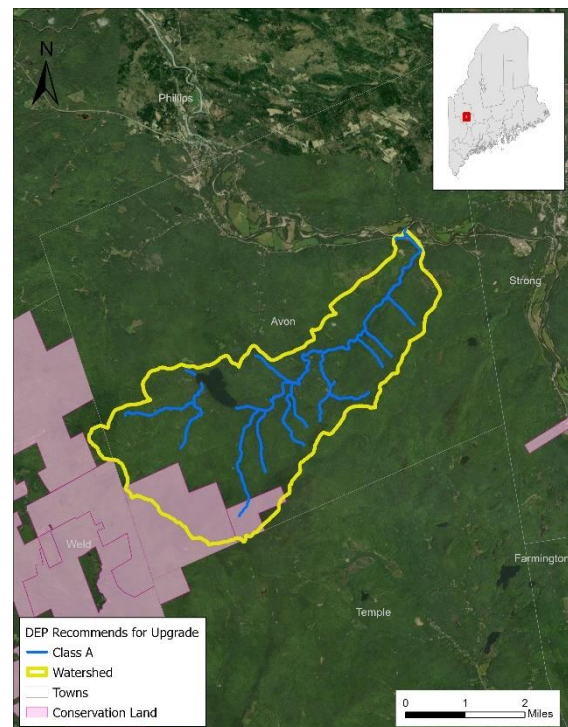 N
Phillips
Strong
Avon
Weld
Farmington
Temple
DEP Recommends for Upgrade
Class A
Watershed
Towns
Conservation Land
0 1 2
Miles